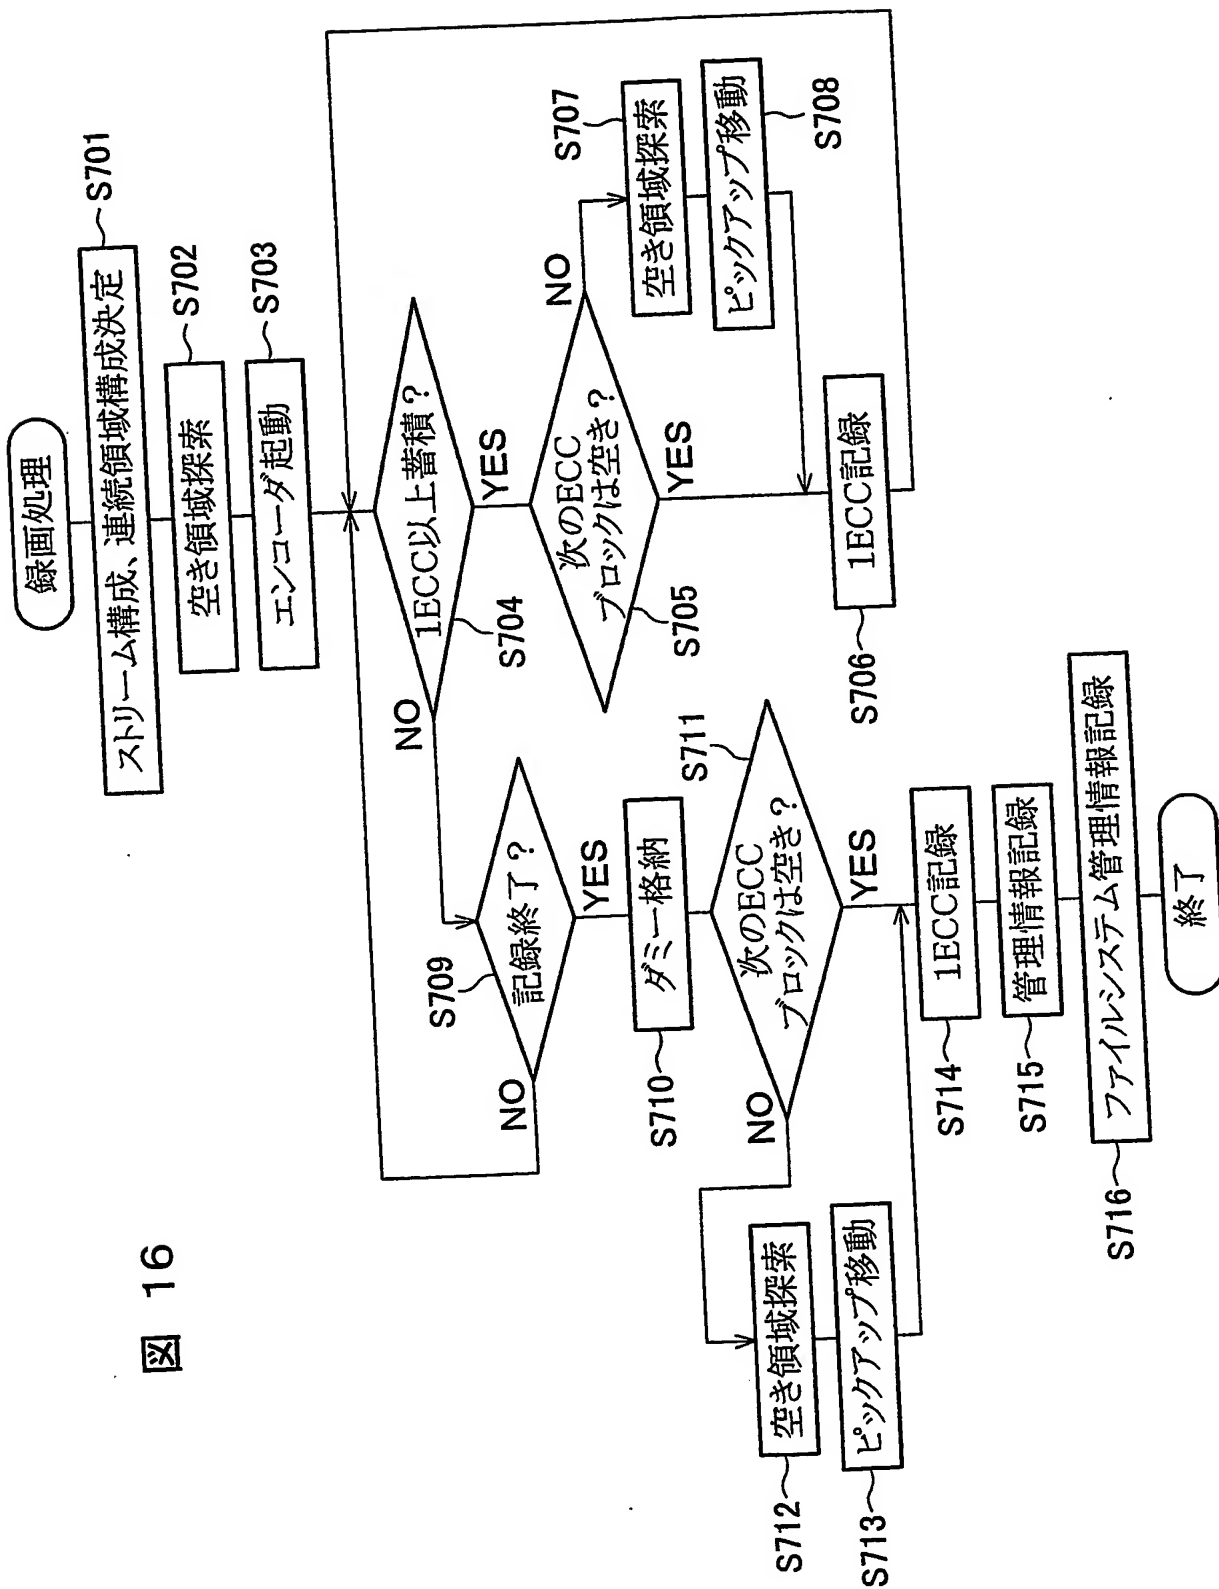 図 16
録画処理
ストリーム構成、連続領域構成決定
S701
空き領域探索
S702
エンコーダ起動
S703
1ECC以上蓄積?
S704
NO
YES
次のECC
ブロックは空き?
S705
NO
YES
空き領域探索
S707
ピックアップ移動
S708
1ECC記録
S706
記録終了?
S709
NO
YES
ダミー格納
S710
次のECC
ブロックは空き?
S711
NO
YES
空き領域探索
S712
ピックアップ移動
S713
1ECC記録
S714
管理情報記録
S715
ファイルシステム管理情報記録
S716
終了